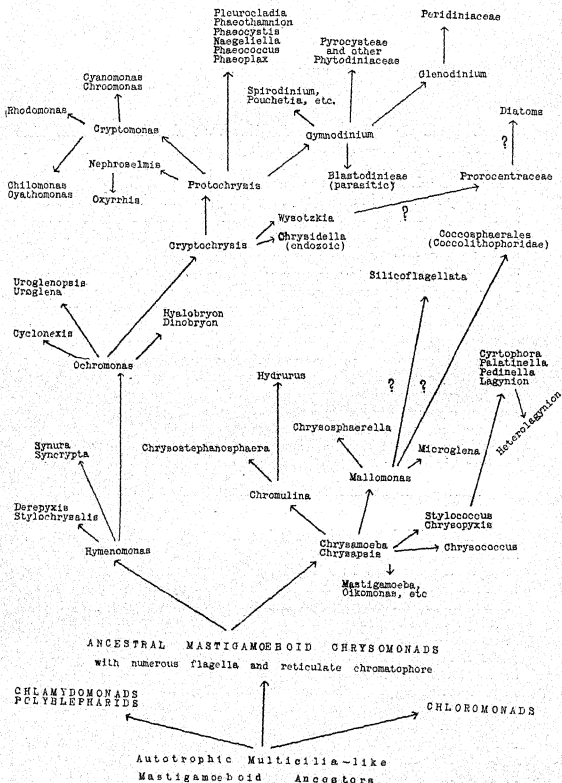 Pleurocladia
Phaeothamnion
Phaeocystis
Naegeliella
Phaeococcus
Phaeoplax
Pyrocysteae
and other
Phytodiniaceae
Peridiniaceae
Glenodinium
Cyanomonas
Chroomonas
Spirodinium,
Pouchetia, etc.
Rhodomonas
Cryptomonas
Gymnodinium
Diatoms
?
Nephroselmis
Chilomonas
Cyathomonas
Oxyrrhis
Protochrysis
Blastodinieae
(parasitic)
Prorocentraceae
Wysotzkia
?
Cryptochrysis
Chrysidella
(endozoic)
Coccosphaerales
(Coccolithophoridae)
Silicoflagellata
Uroglenopsis
Uroglena
Hyalobryon
Dinobryon
Cyclonexis
Ochromonas
Hydrurus
?
?
Cyrtophora
Palatinella
Pedinella
Lagynion
Heterolagynion
Chrysosphaerella
Synura
Syncrypta
Chrysostephanosphaera
Microglena
Mallomonas
Chromulina
Derepyxis
Stylochrysalis
Stylococcus
Chrysopyxis
Hymenomonas
Chrysamoeba
Chrysapsis
Chrysococcus
Mastigamoeba,
Oikomonas, etc
ANCESTRAL MASTIGAMOEBOID CHRYSOMONADS
with numerous flagella and reticulate chromatophore
CHLAMYDOMONADS
POLYBLEPHARIDS
CHLOROMONADS
Autotrophic Multicilia-like
Mastigamoeboid Ancestors